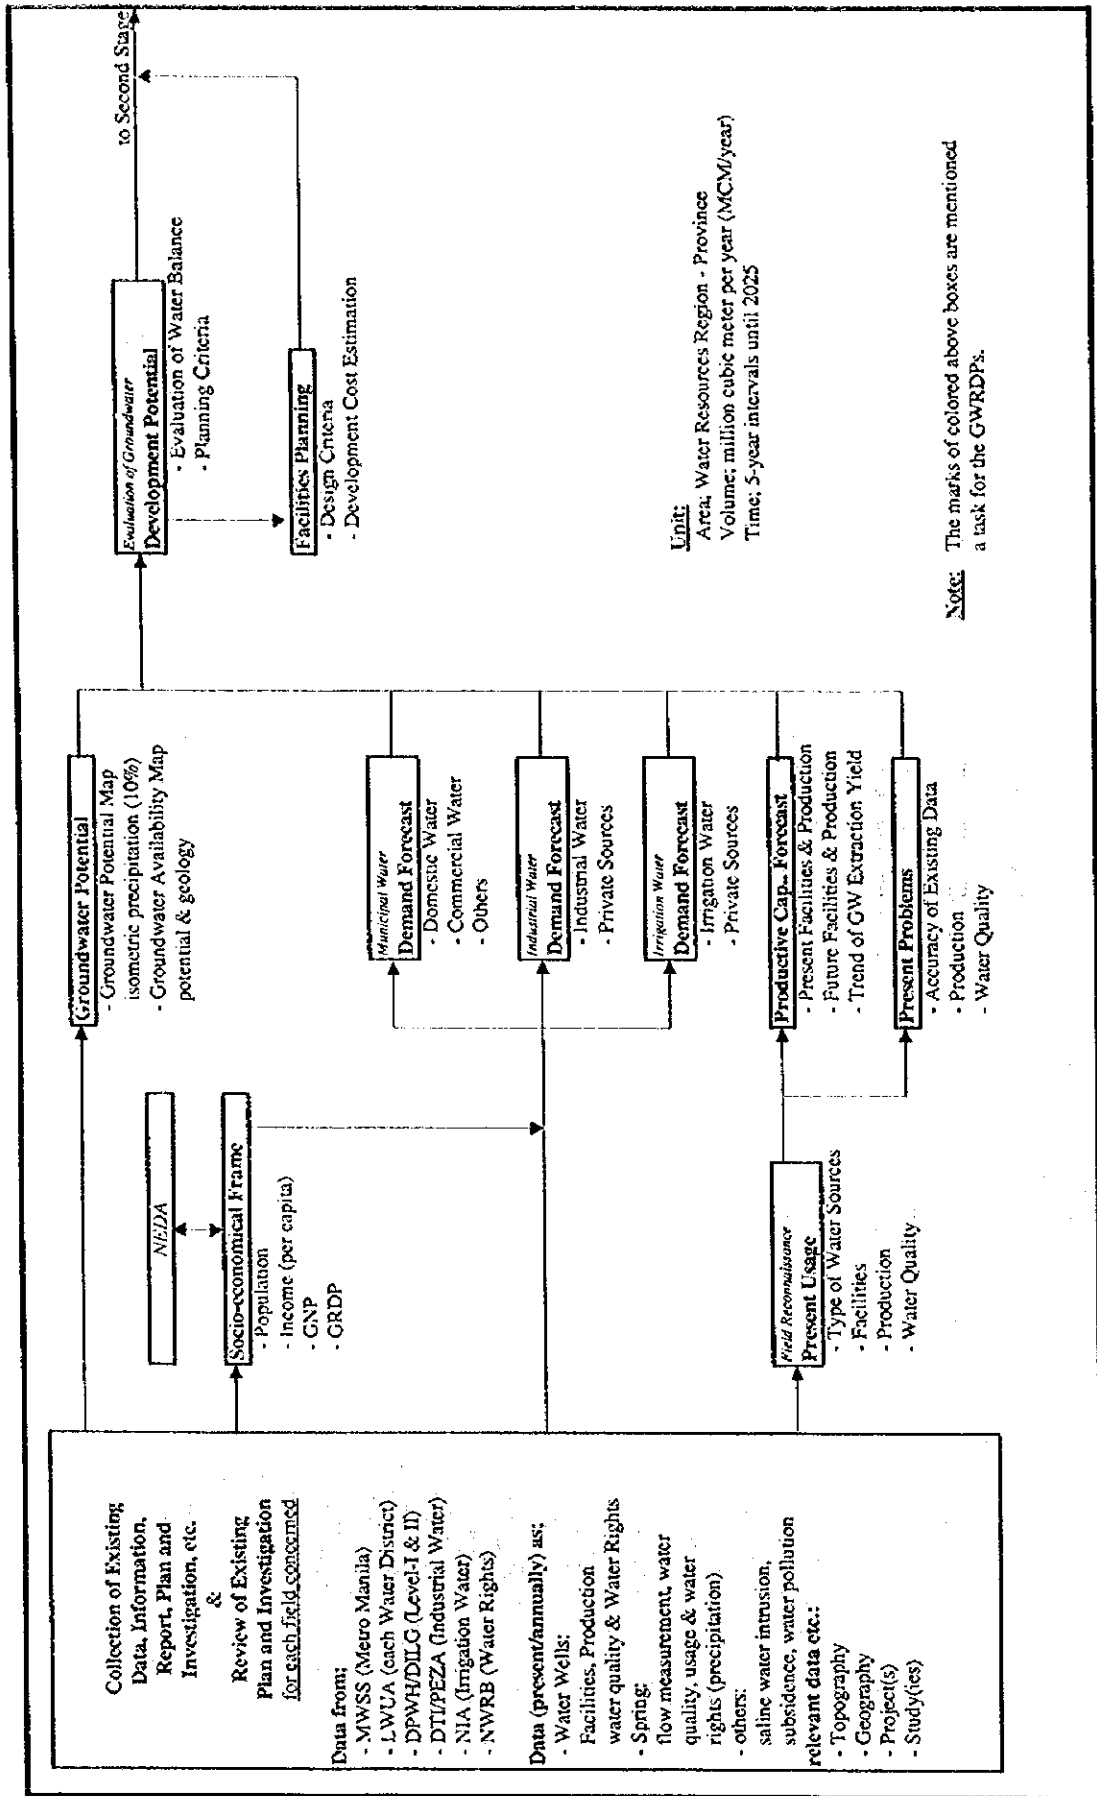 Collection of Existing
Data, Information,
Report, Plan and
Investigation, etc.
&
Review of Existing
Plan and Investigation
for each field concerned
Data from;
- MWSS (Metro Manila)
- LWUA (each Water District)
- DPWH/DILG (Level-I & II)
- DTI/PEZA (Industrial Water)
- NIA (Irrigation Water)
- NWRB (Water Rights)
Data (present/annually) as;
- Water Wells:
Facilities, Production
water quality & Water Rights
- Spring:
flow measurement, water
quality, usage & water
rights (precipitation)
- others:
saline water intrusion,
subsidence, water pollution
relevant data etc.:
- Topography
- Geography
- Project(s)
- Study(ies)
NEDA
Socio-economical Frame
- Population
- Income (per capita)
- GNP
- GRDP
Field Reconnaissance
Present Usage
- Type of Water Sources
- Facilities
- Production
- Water Quality
Groundwater Potential
- Groundwater Potential Map
isometric precipitation (10%)
- Groundwater Availability Map
potential & geology
Municipal Water
Demand Forecast
- Domestic Water
- Commercial Water
- Others
Industrial Water
Demand Forecast
- Industrial Water
- Private Sources
Irrigation Water
Demand Forecast
- Irrigation Water
- Private Sources
Productive Cap.. Forecast
- Present Facilities & Production
- Future Facilities & Production
- Trend of GW Extraction Yield
Present Problems
- Accuracy of Existing Data
- Production
- Water Quality
Evaluation of Groundwater
Development Potential
- Evaluation of Water Balance
- Planning Criteria
Facilities Planning
- Design Criteria
- Development Cost Estimation
to Second Stage
Unit:
Area; Water Resources Region - Province
Volume; million cubic meter per year (MCM/year)
Time; 5-year intervals until 2025
Note: The marks of colored above boxes are mentioned
a task for the GWRDPs.